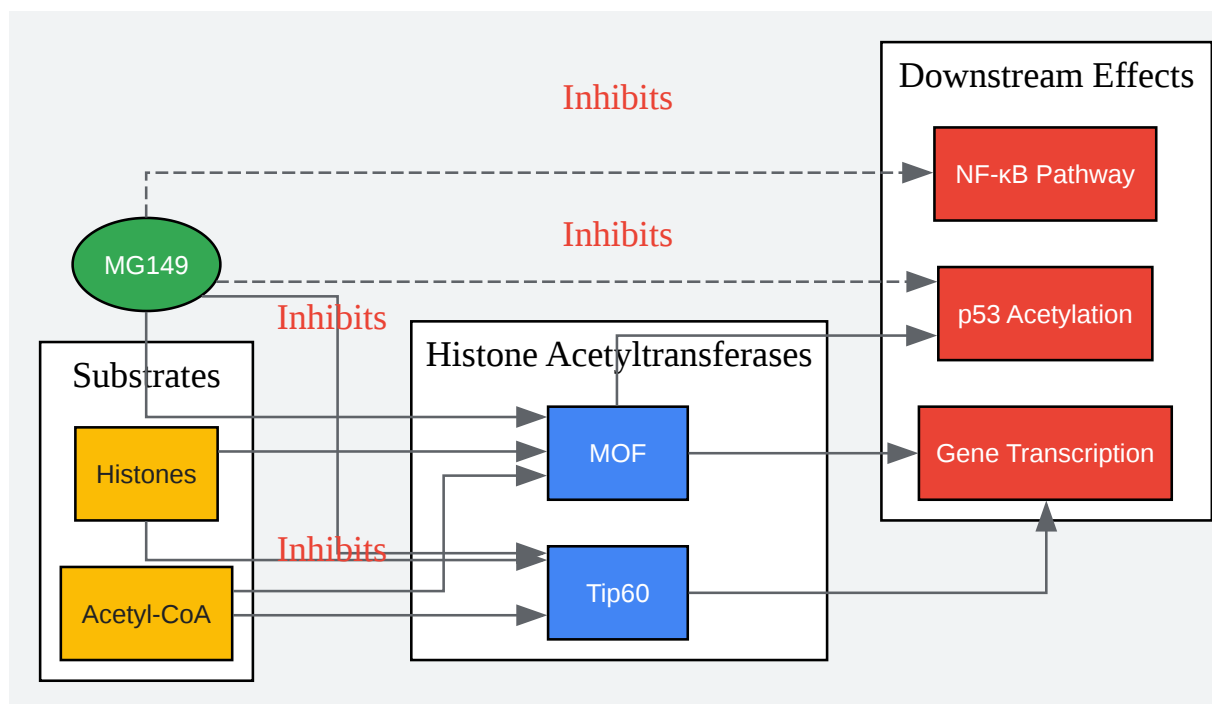 Downstream Effects
Inhibits
NF-κB Pathway
Inhibits
MG149
p53 Acetylation
Inhibits
Histone Acetyltransferases
Substrates
MOF
Gene Transcription
Histones
Inhibits
Tip60
Acetyl-CoA